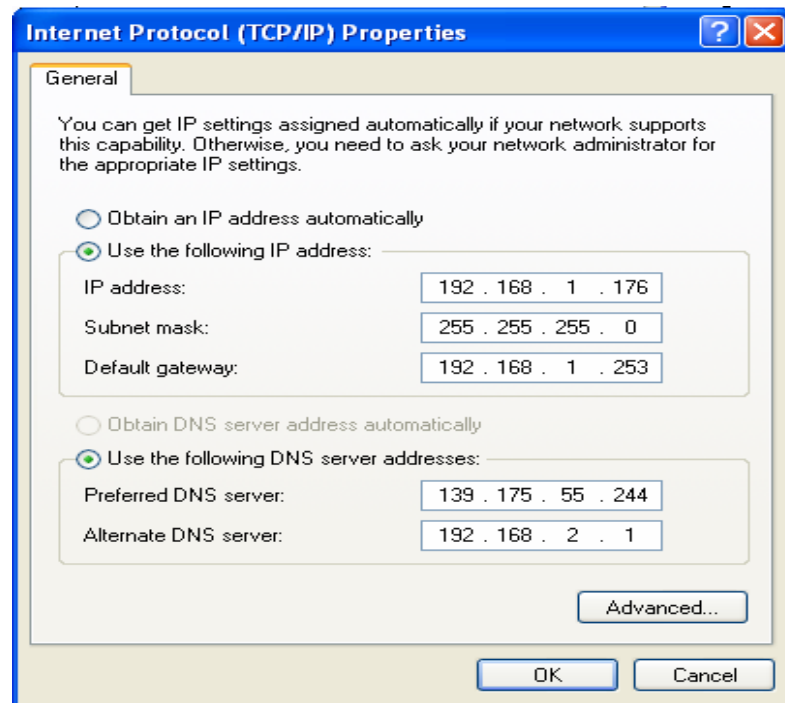 Internet Protocol (TCP/IP) Properties
General
You can get IP settings assigned automatically if your network supports
this capability. Otherwise, you need to ask your network administrator for
the appropriate IP settings.
Obtain an IP address automatically
Use the following IP address:
IP address: 192 . 168 . 1 . 176
Subnet mask: 255 . 255 . 255 . 0
Default gateway: 192 . 168 . 1 . 253
Obtain DNS server address automatically
Use the following DNS server addresses:
Preferred DNS server: 139 . 175 . 55 . 244
Alternate DNS server: 192 . 168 . 2 . 1
Advanced...
OK Cancel